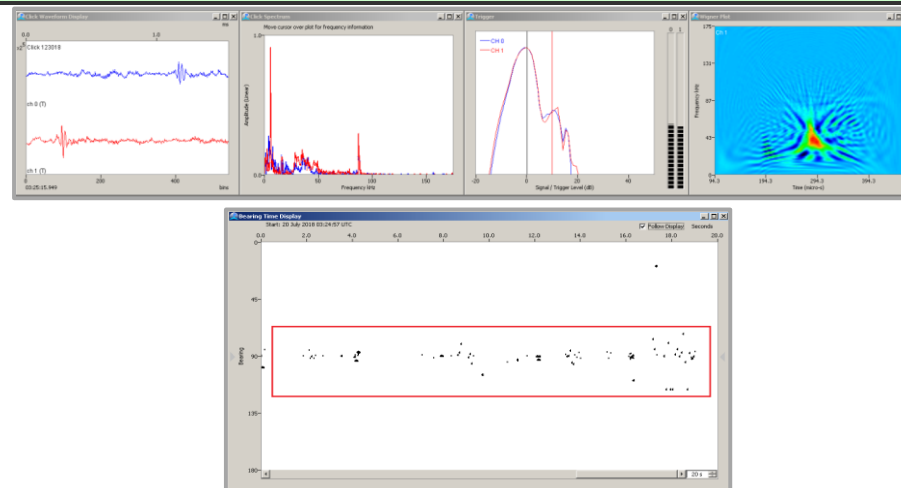 Click Waveform Display
Click Spectrum
Trigger
Wigner Plot
ms
0.0 1.0
Click 123018
ch 0 (T)
ch 1 (T)
0 200 400
03:25:15.949 bins
Move cursor over plot for frequency information
1.0
Amplitude (Linear)
0.0
0 50 100 150
Frequency kHz
CH 0
CH 1
0 1
-20 0 20 40
Signal / Trigger Level (dB)
CH 1
175
131
87
43
0
Frequency kHz
94.3 194.3 294.3 394.3
Time (micro-s)
Bearing Time Display
Start: 20 July 2018 03:24:57 UTC
Follow Display Seconds
0.0 2.0 4.0 6.0 8.0 10.0 12.0 14.0 16.0 18.0 20.0
0
45
90
135
180
Bearing
20 s